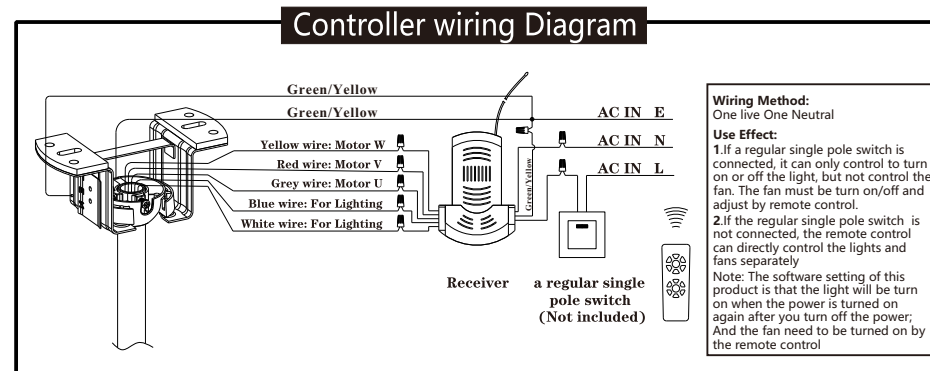 Controller wiring Diagram
Green/Yellow
Green/Yellow
Yellow wire: Motor W
Red wire: Motor V
Grey wire: Motor U
Blue wire: For Lighting
White wire: For Lighting
Green/Yellow
AC IN E
AC IN N
AC IN L
Receiver
a regular single
pole switch
(Not included)
Wiring Method:
One live One Neutral
Use Effect:
1.If a regular single pole switch is
connected, it can only control to turn
on or off the light, but not control the
fan. The fan must be turn on/off and
adjust by remote control.
2.If the regular single pole switch is
not connected, the remote control
can directly control the lights and
fans separately
Note: The software setting of this
product is that the light will be turn
on when the power is turned on
again after you turn off the power;
And the fan need to be turned on by
the remote control